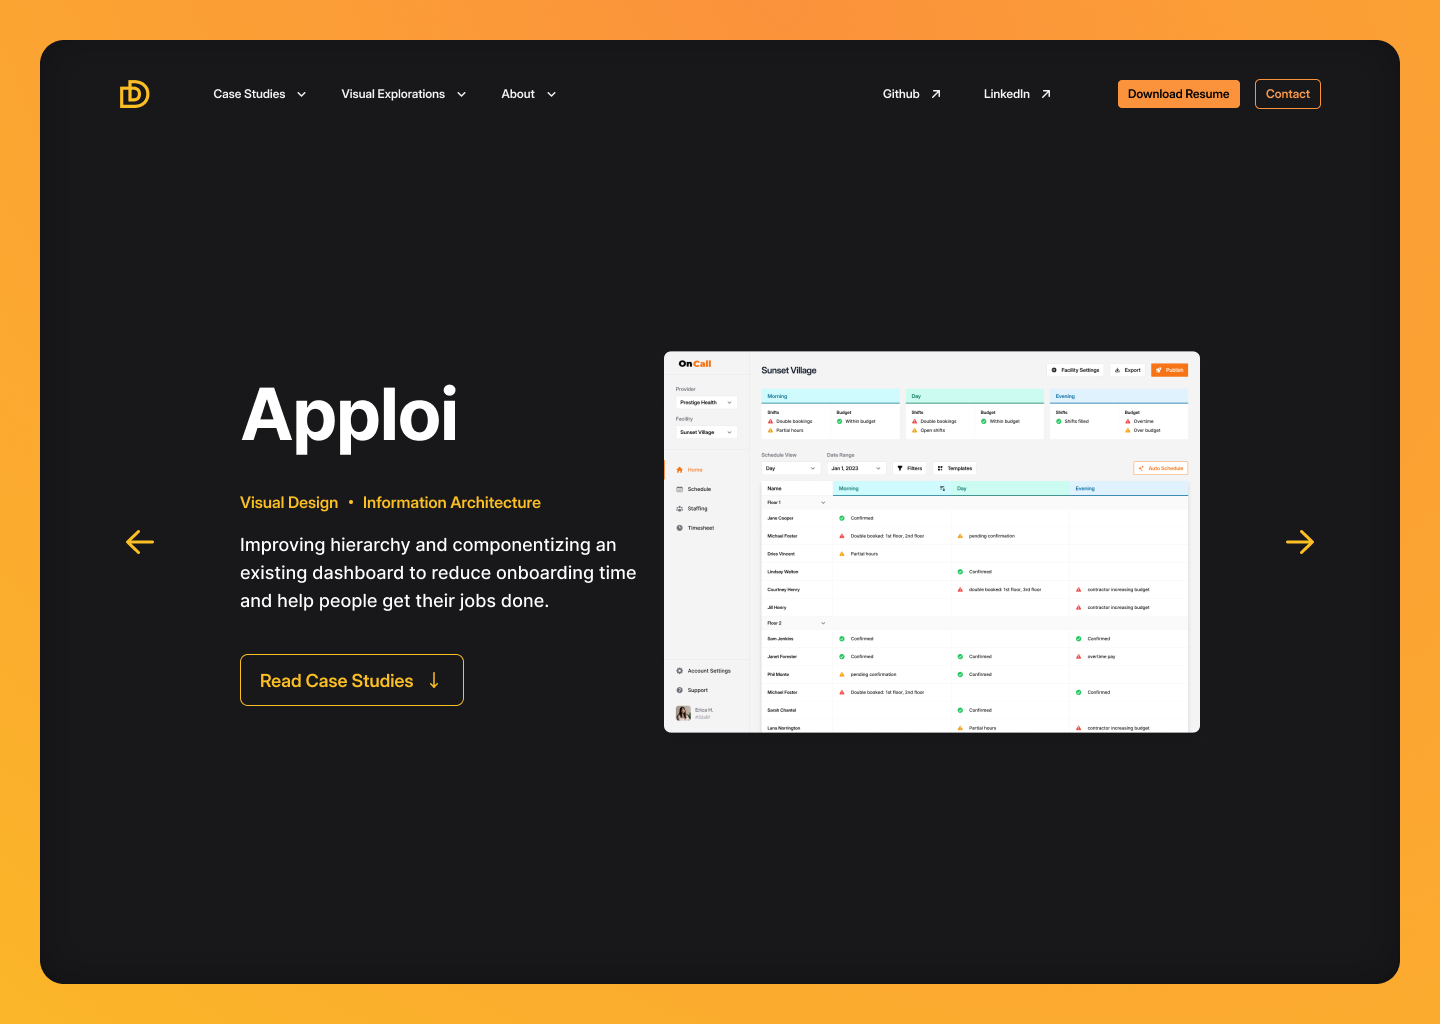 Case Studies
Visual Explorations
About
Github
LinkedIn
Download Resume
Contact
Apploi
Visual Design • Information Architecture
Improving hierarchy and componentizing an
existing dashboard to reduce onboarding time
and help people get their jobs done.
Read Case Studies
OnCall
Provider
Prestige Health
Facility
Sunset Village
Home
Schedule
Staffing
Timesheet
Account Settings
Support
Erica H.
Sunset Village
Facility Settings
Export
Publish
Morning
Shifts
Double bookings
Partial hours
Budget
Within budget
Day
Shifts
Double bookings
Open shifts
Budget
Within budget
Evening
Shifts
Shifts filled
Budget
Overtime
Over budget
Schedule View
Day
Date Range
Jan 1, 2023
Filters
Templates
Auto Schedule
Name Morning Day Evening
Floor 1
Jane Cooper Confirmed
Michael Foster Double booked: 1st floor, 2nd floor pending confirmation
Dries Vincent Partial hours
Lindsay Walton Confirmed
Courtney Henry double booked: 1st floor, 3rd floor contractor increasing budget
Jill Henry contractor increasing budget
Floor 2
Sam Jenkins Confirmed Confirmed
Janet Forester Confirmed Confirmed overtime pay
Phil Monte pending confirmation Confirmed
Michael Foster Double booked: 1st floor, 2nd floor Confirmed
Sarah Chantel Confirmed
Lana Norrington Partial hours contractor increasing budget